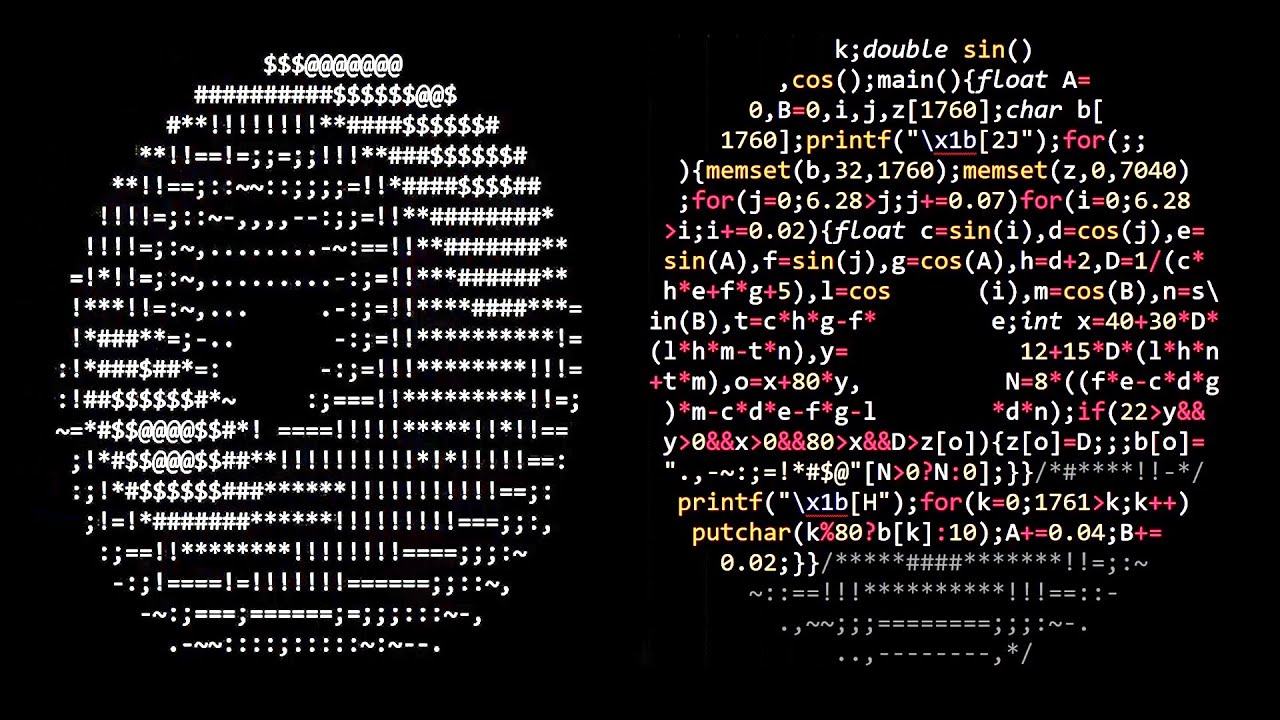 $$$@@@@@@@
##########$$$$$$@@$
#**!!!!!!!!**####$$$$$$#
**!!==!=;;=;;!!!**###$$$$$$#
**!!==;::~~::;;;;=!!*####$$$$##
!!!!=;::~-,,,,--:;;=!!**########*
!!!!=;:~,........-~:==!!**#######**
=!*!!=;:~,.........-:;=!!***######**
!***!!=:~,... .-:;=!!****####***=
!*###**=;-.. -:;=!!**********!=
:!*###$##*=: -:;=!!!********!!!=
:!##$$$$$$#*~ :;===!!*********!!=;
~=*#$$@@@@$$#*! ====!!!!!*****!!*!!==
;!*#$$@@@$$##**!!!!!!!!!!*!*!!!!!==:
:;!*#$$$$$$###******!!!!!!!!!!!==;:
;!=!*#######******!!!!!!!!!===;;:,
:;==!!********!!!!!!!!====;;;:~
-:;!====!=!!!!!!!======;;::~,
-~:;===;======;=;;;:::~-,
.-~~::::;:::::~:~--.
k;double sin()
,cos();main(){float A=
0,B=0,i,j,z[1760];char b[
1760];printf("\x1b[2J");for(;;
){memset(b,32,1760);memset(z,0,7040)
;for(j=0;6.28>j;j+=0.07)for(i=0;6.28
>i;i+=0.02){float c=sin(i),d=cos(j),e=
sin(A),f=sin(j),g=cos(A),h=d+2,D=1/(c*
h*e+f*g+5),l=cos (i),m=cos(B),n=s\
in(B),t=c*h*g-f* e;int x=40+30*D*
(l*h*m-t*n),y= 12+15*D*(l*h*n
+t*m),o=x+80*y, N=8*((f*e-c*d*g
)*m-c*d*e-f*g-l *d*n);if(22>y&&
y>0&&x>0&&80>x&&D>z[o]){z[o]=D;;;b[o]=
".,-~:;=!*#$@"[N>0?N:0];}}/*#****!!-*/
printf("\x1b[H");for(k=0;1761>k;k++)
putchar(k%80?b[k]:10);A+=0.04;B+=
0.02;}}/*****####*******!!=;:~
~::==!!!**********!!!==::-
.,~~;;;========;;;:~-.
..,--------,*/